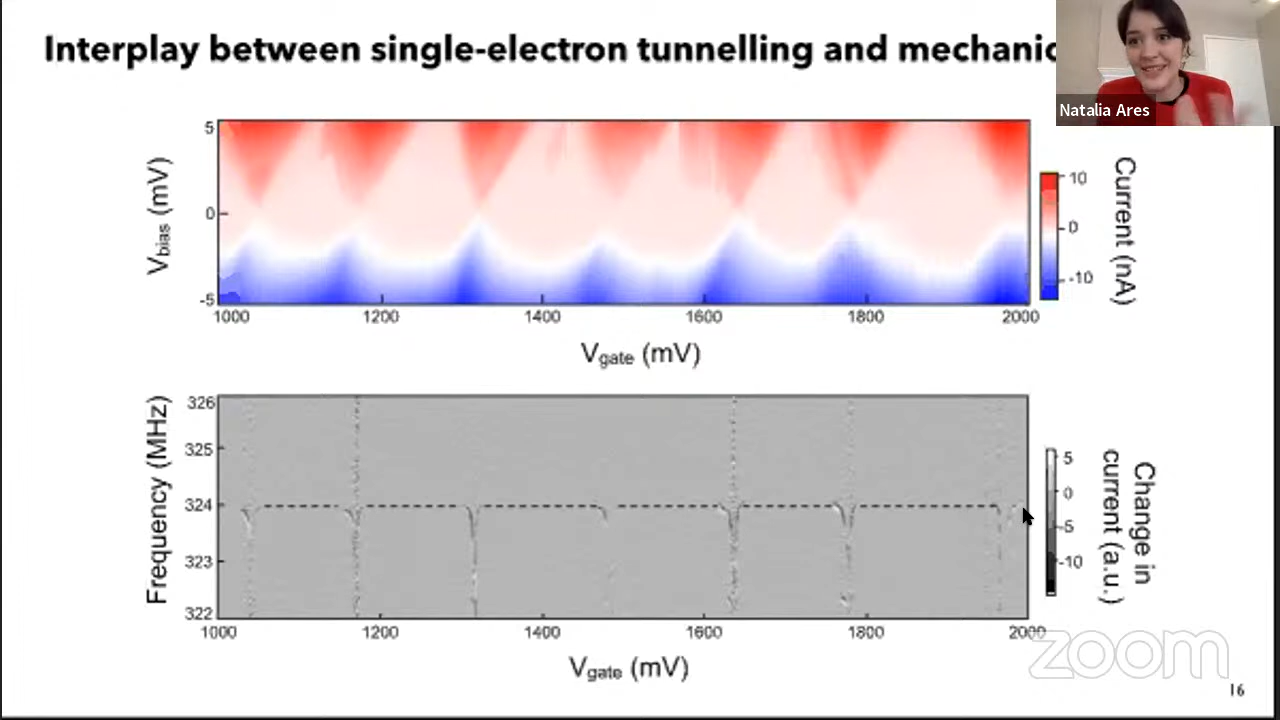 Interplay between single-electron tunnelling and mechanic
Natalia Ares
5
0
-5
Vbias (mV)
1000 1200 1400 1600 1800 2000
Vgate (mV)
10
0
-10
Current (nA)
326
325
324
323
322
Frequency (MHz)
1000 1200 1400 1600 1800 2000
Vgate (mV)
5
0
-5
-10
Change in
current (a.u.)
zoom
16